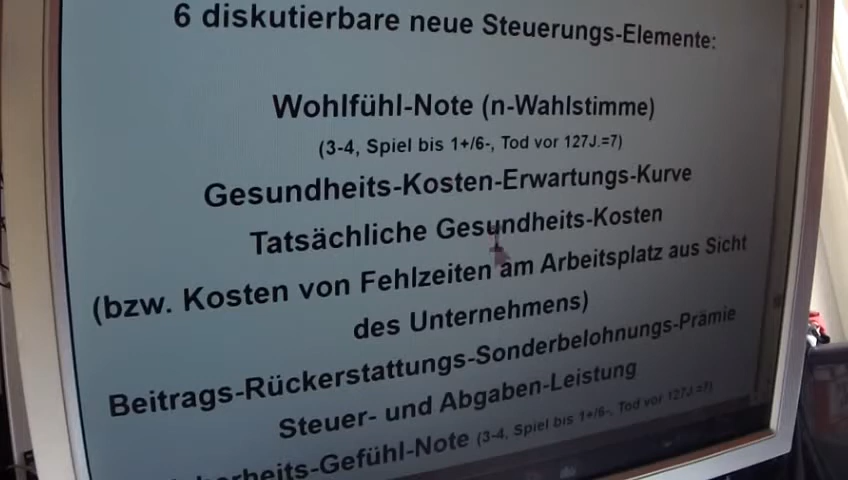 6 diskutierbare neue Steuerungs-Elemente:
Wohlfühl-Note (n-Wahlstimme)
(3-4, Spiel bis 1+/6-, Tod vor 127J.=7)
Gesundheits-Kosten-Erwartungs-Kurve
Tatsächliche Gesundheits-Kosten
(bzw. Kosten von Fehlzeiten am Arbeitsplatz aus Sicht
des Unternehmens)
Beitrags-Rückerstattungs-Sonderbelohnungs-Prämie
Steuer- und Abgaben-Leistung
(3-4, Spiel bis 1+/6-, Tod vor 127J.=7)